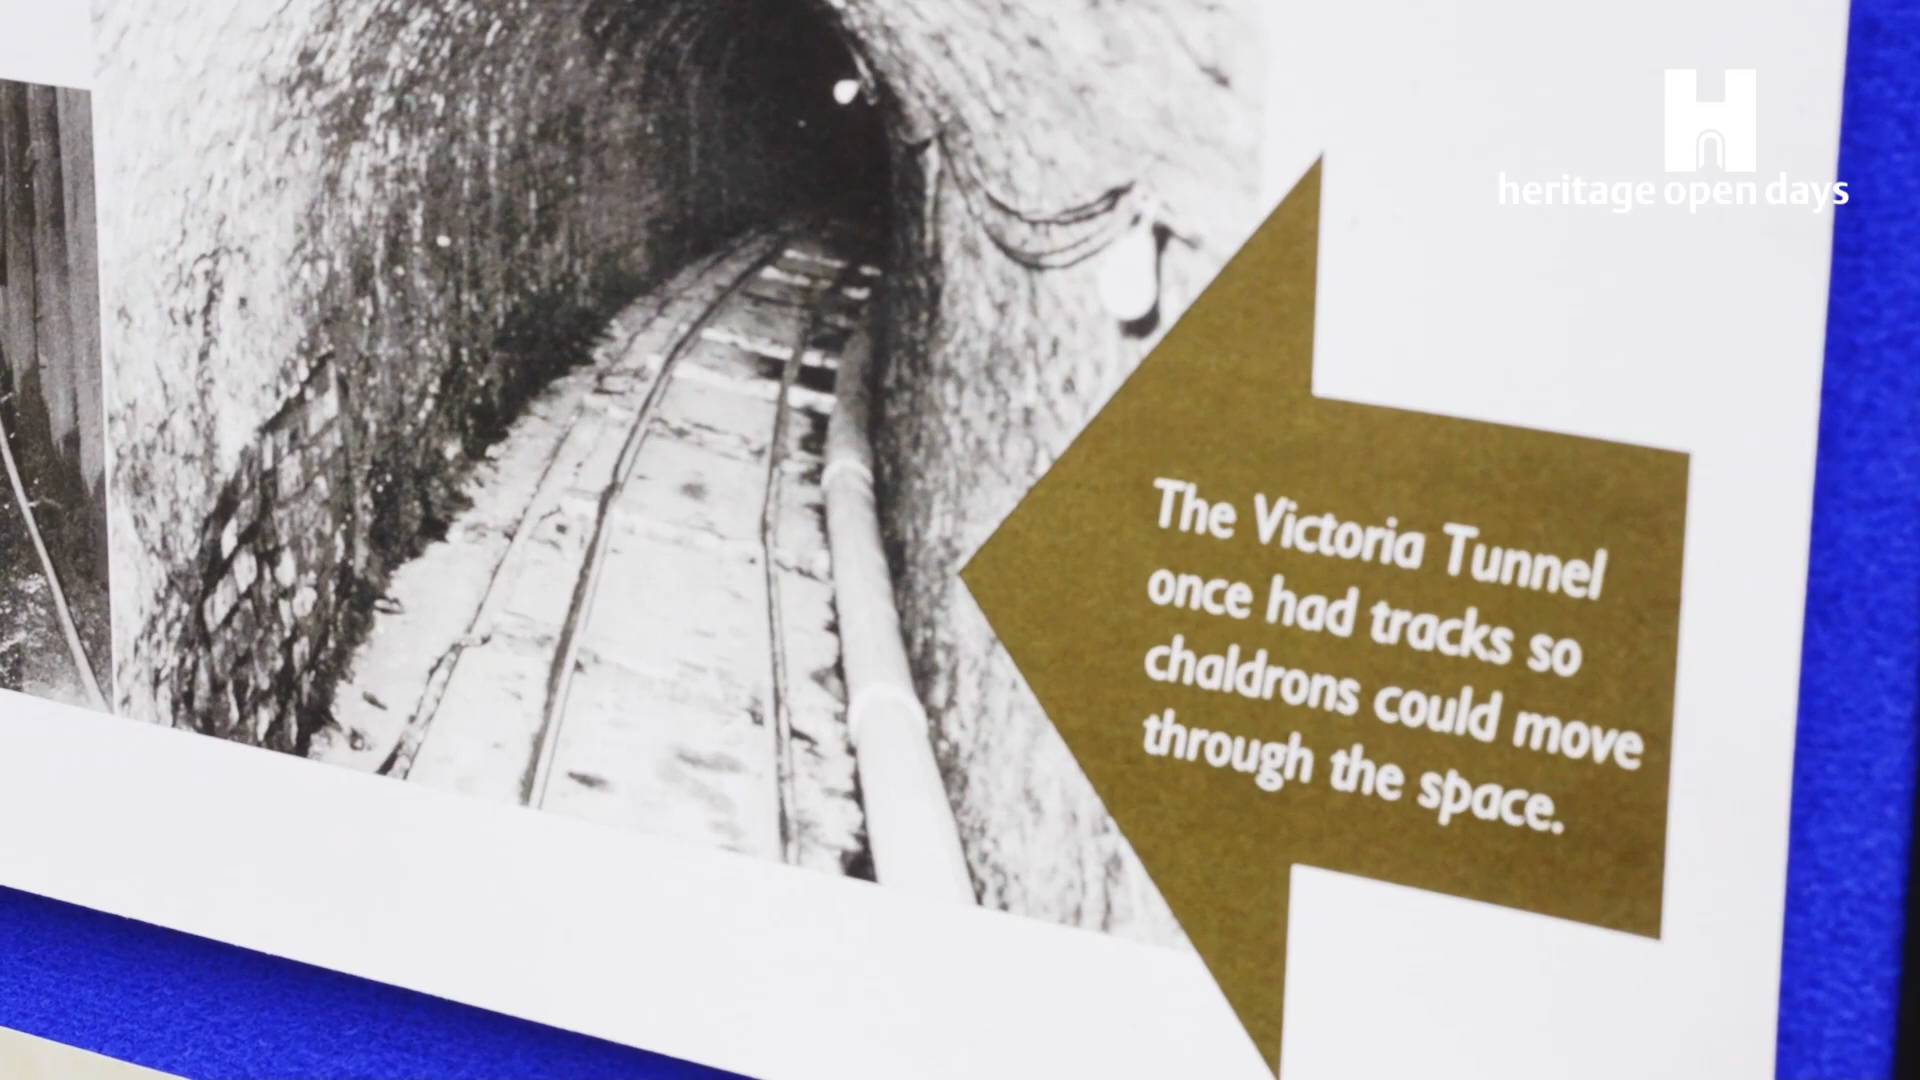 heritage open days
The Victoria Tunnel
once had tracks so
chaldrons could move
through the space.